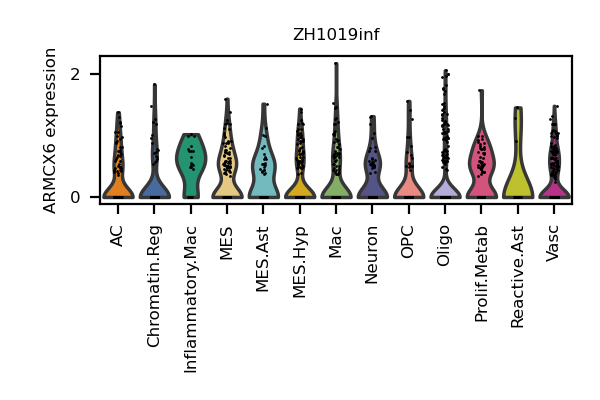 ZH1019inf
ARMCX6 expression
2
0
AC
Chromatin.Reg
Inflammatory.Mac
MES
MES.Ast
MES.Hyp
Mac
Neuron
OPC
Oligo
Prolif.Metab
Reactive.Ast
Vasc